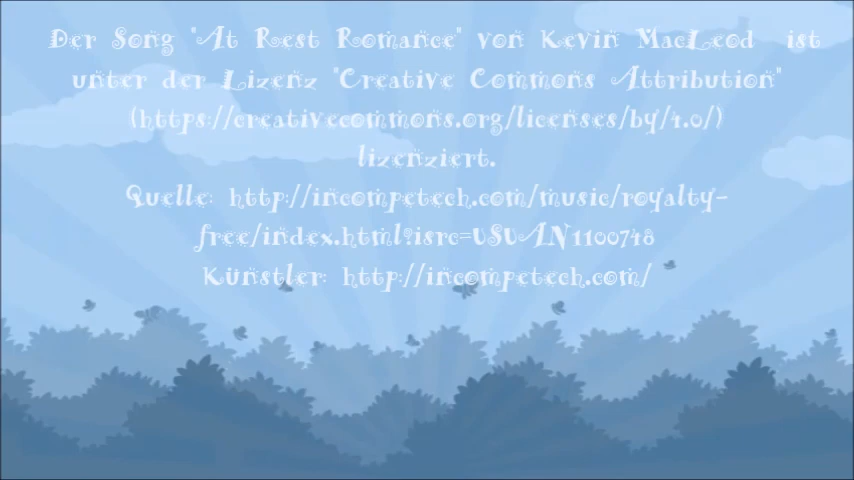 Der Song "At Rest Romance" von Kevin MacLeod ist
unter der Lizenz "Creative Commons Attribution"
(https://creativecommons.org/licenses/by/4.0/)
lizenziert.
Quelle: http://incompetech.com/music/royalty-
free/index.html?isrc=USUAN1100748
Künstler: http://incompetech.com/